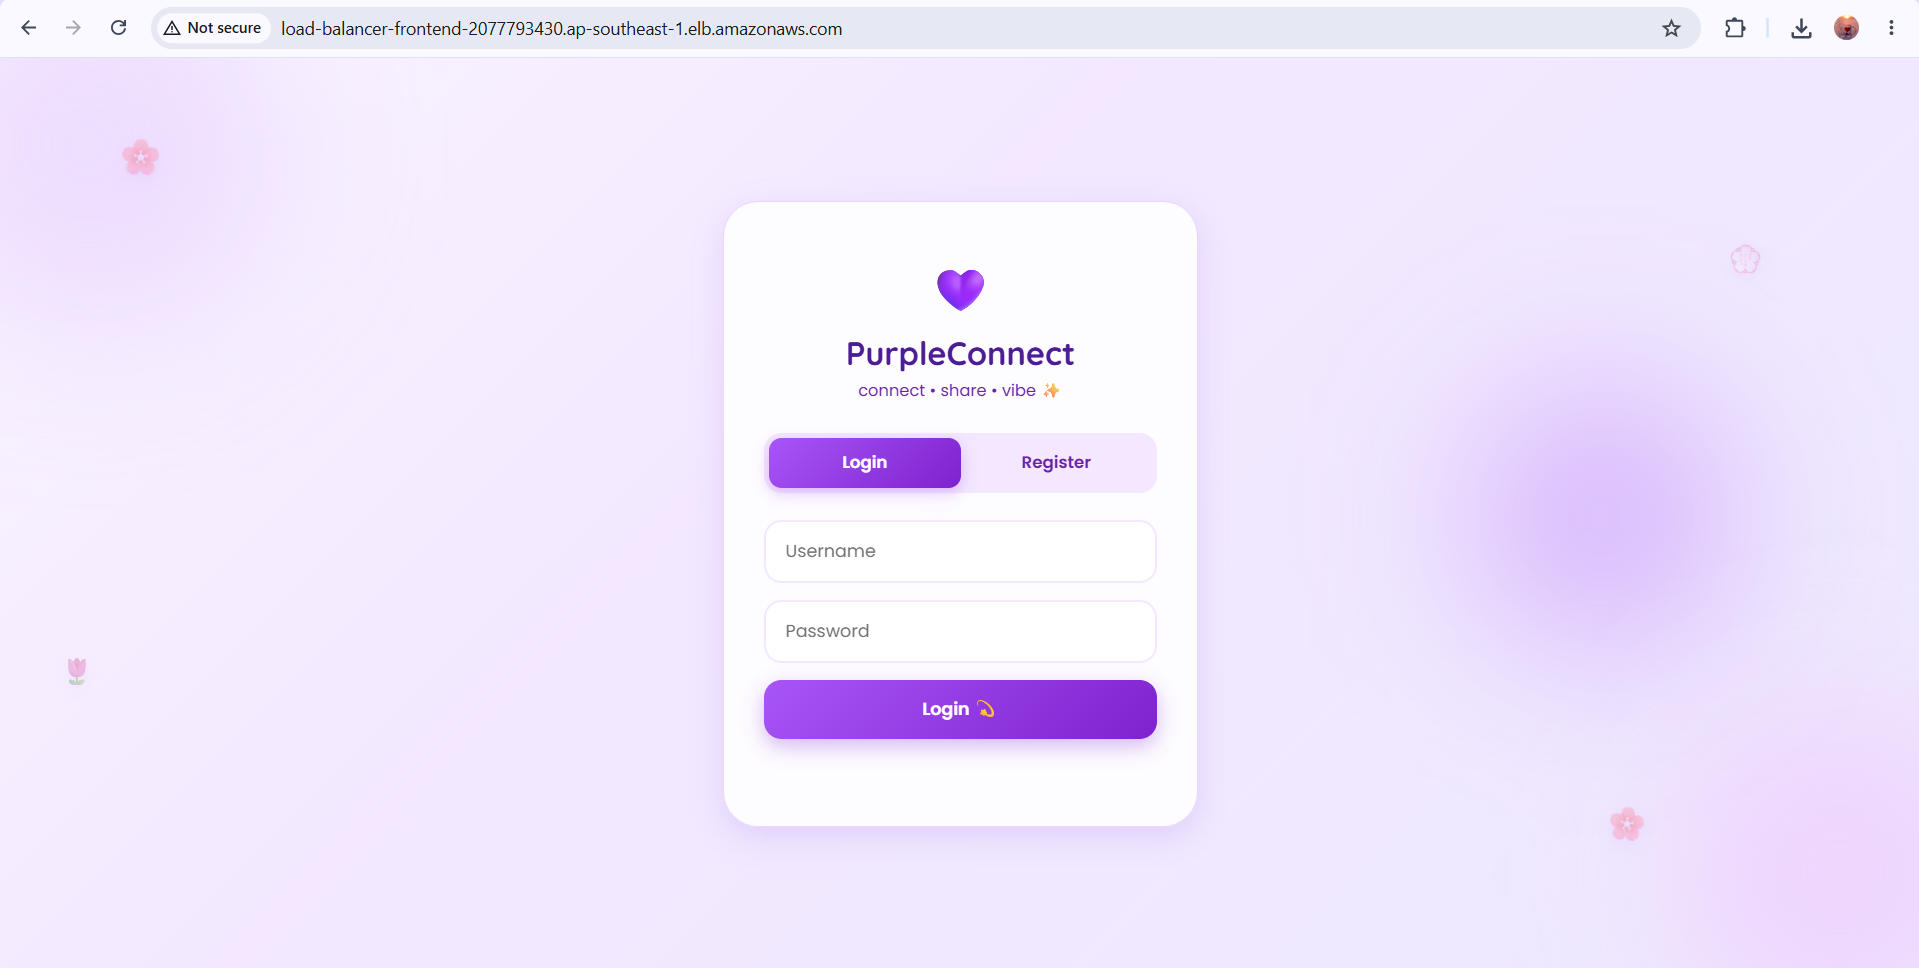 Not secure load-balancer-frontend-2077793430.ap-southeast-1.elb.amazonaws.com
PurpleConnect
connect • share • vibe ✨
Login Register
Username
Password
Login 💫